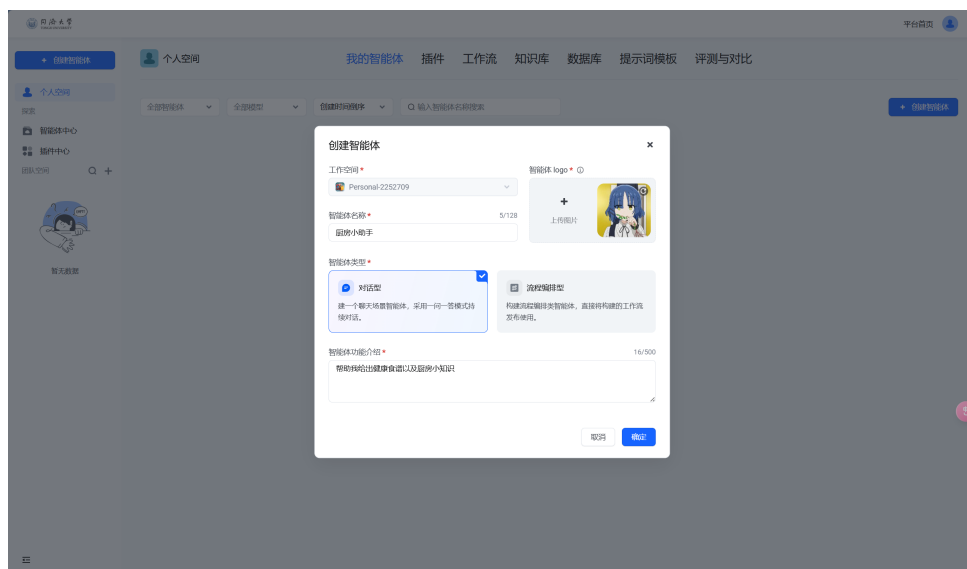 同济大学
平台首页
+ 创建智能体
个人空间
我的智能体 插件 工作流 知识库 数据库 提示词模板 评测与对比
个人空间
探索
智能体中心
插件中心
团队空间
暂无数据
全部智能体
全部模型
创建时间倒序
输入智能体名称搜索
+ 创建智能体
创建智能体
工作空间 *
Personal-2252709
智能体名称 *
5/128
厨房小助手
智能体 logo *
+
上传图片
智能体类型 *
对话型
建一个聊天场景智能体，采用一问一答模式持
续对话。
流程编排型
构建流程编排类智能体，直接将构建的工作流
发布使用。
智能体功能介绍 *
16/500
帮助我给出健康食谱以及厨房小知识
取消
确定